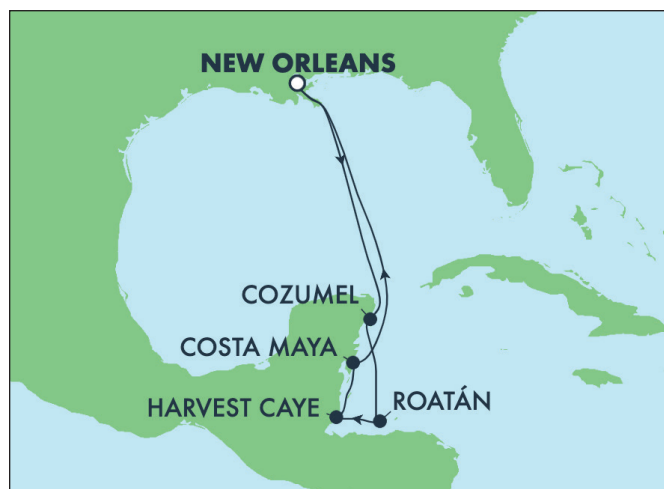 NEW ORLEANS
COZUMEL
COSTA MAYA
HARVEST CAYE
ROATÁN